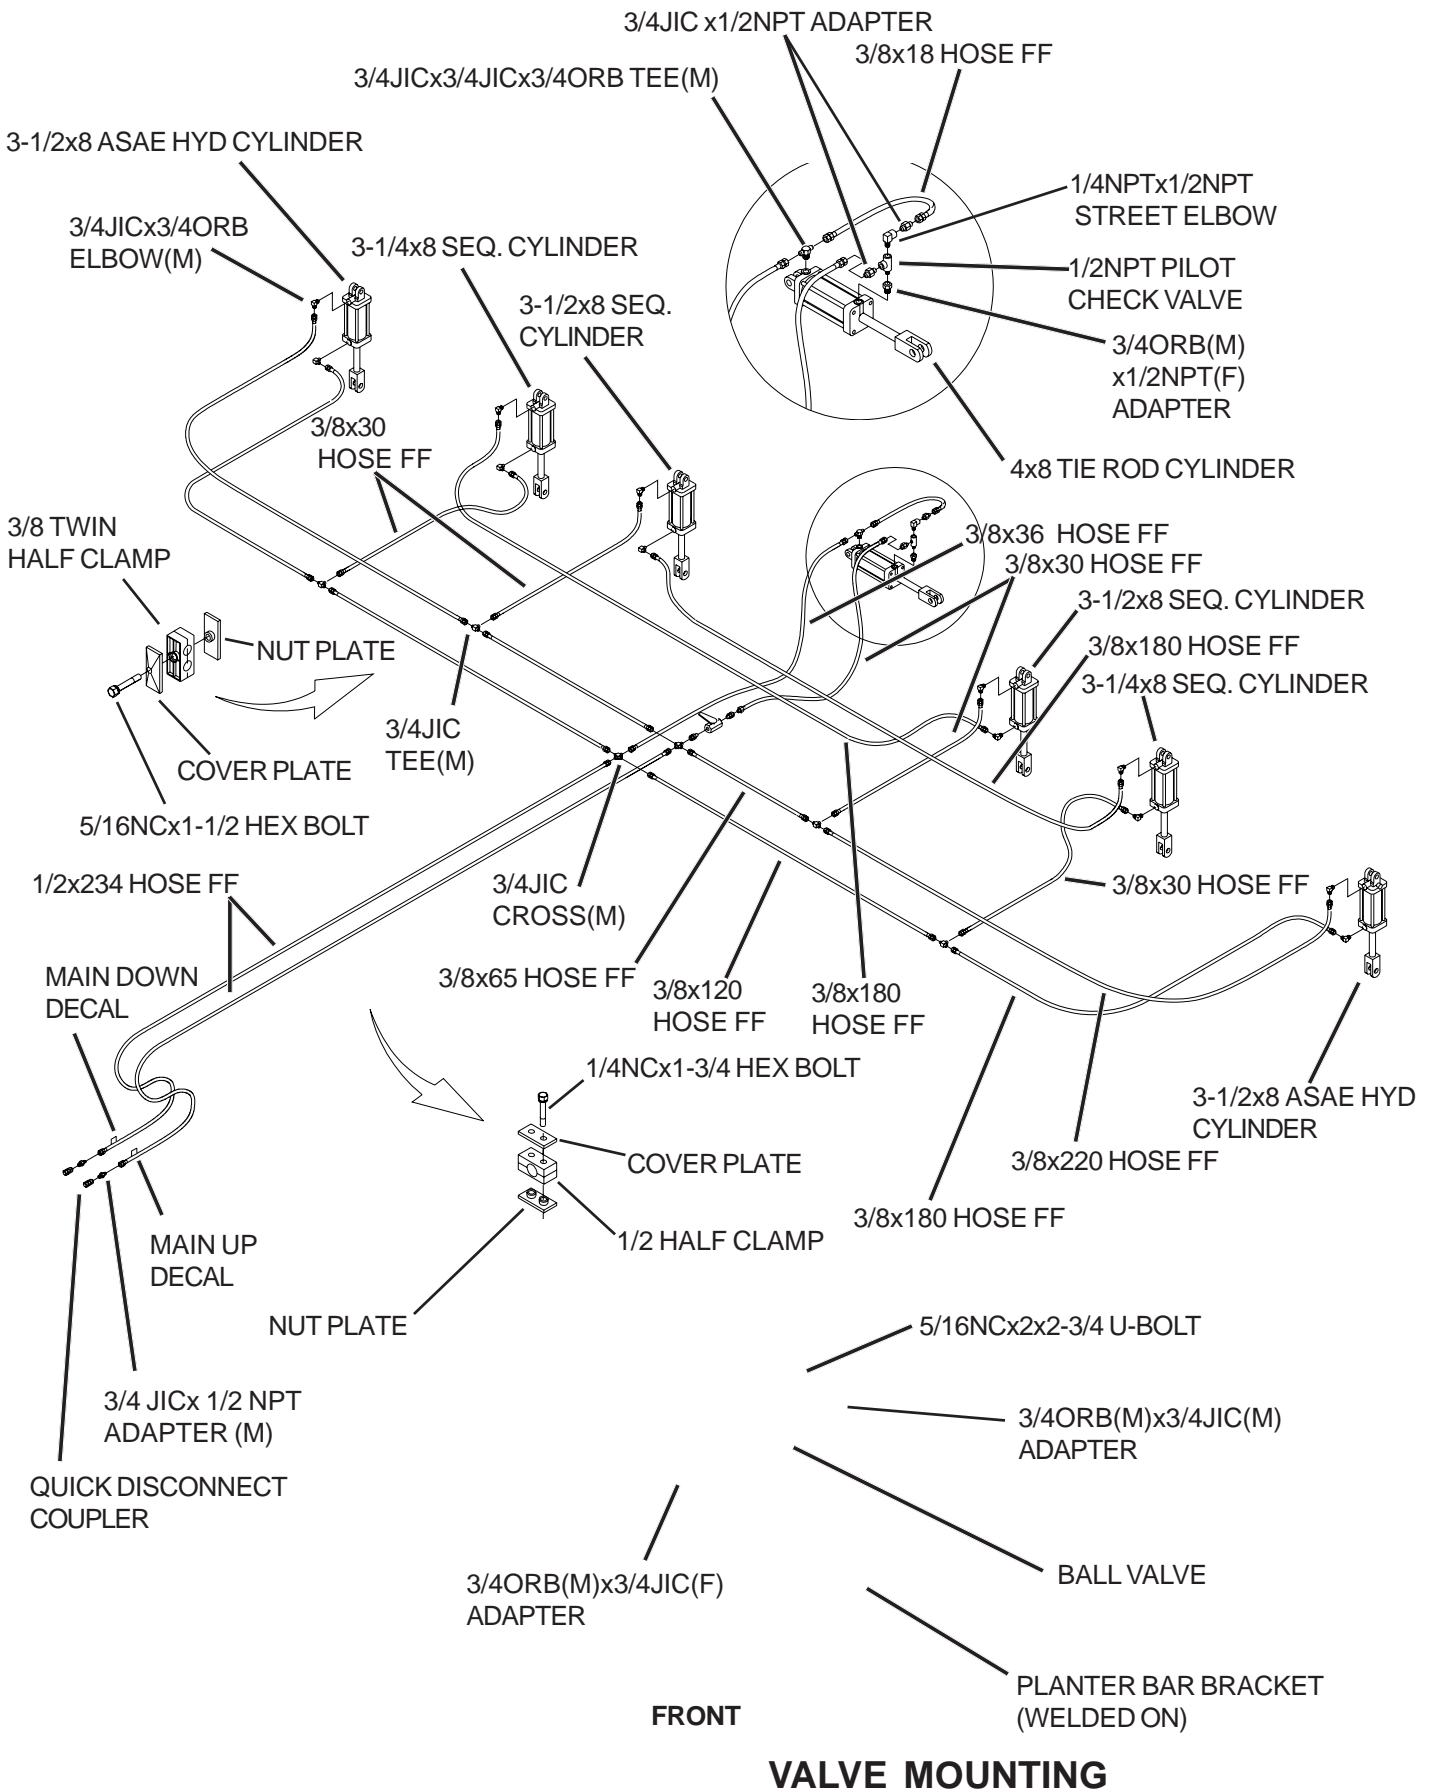 3/4JIC x1/2NPT ADAPTER
3/8x18 HOSE FF
3/4JICx3/4JICx3/4ORB TEE(M)
3-1/2x8 ASAE HYD CYLINDER
1/4NPTx1/2NPT
STREET ELBOW
3/4JICx3/4ORB
ELBOW(M)
3-1/4x8 SEQ. CYLINDER
1/2NPT PILOT
CHECK VALVE
3-1/2x8 SEQ.
CYLINDER
3/4ORB(M)
x1/2NPT(F)
ADAPTER
3/8x30
HOSE FF
4x8 TIE ROD CYLINDER
3/8 TWIN
HALF CLAMP
3/8x36 HOSE FF
3/8x30 HOSE FF
3-1/2x8 SEQ. CYLINDER
3/8x180 HOSE FF
NUT PLATE
3-1/4x8 SEQ. CYLINDER
3/4JIC
TEE(M)
COVER PLATE
5/16NCx1-1/2 HEX BOLT
1/2x234 HOSE FF
3/4JIC
CROSS(M)
3/8x30 HOSE FF
MAIN DOWN
DECAL
3/8x65 HOSE FF
3/8x120
HOSE FF
3/8x180
HOSE FF
1/4NCx1-3/4 HEX BOLT
3-1/2x8 ASAE HYD
CYLINDER
COVER PLATE
3/8x220 HOSE FF
3/8x180 HOSE FF
MAIN UP
DECAL
1/2 HALF CLAMP
NUT PLATE
5/16NCx2x2-3/4 U-BOLT
3/4 JICx 1/2 NPT
ADAPTER (M)
3/4ORB(M)x3/4JIC(M)
ADAPTER
QUICK DISCONNECT
COUPLER
3/4ORB(M)x3/4JIC(F)
ADAPTER
BALL VALVE
PLANTER BAR BRACKET
(WELDED ON)
FRONT
VALVE MOUNTING